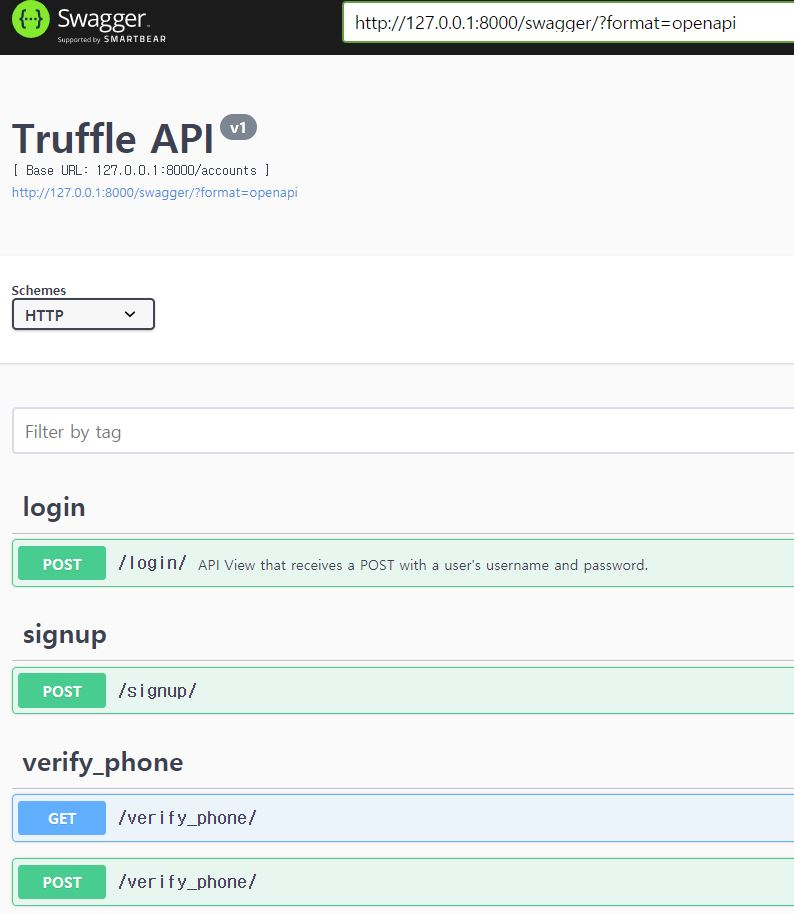 Swagger
Supported by SMARTBEAR
http://127.0.0.1:8000/swagger/?format=openapi
Truffle API v1
[ Base URL: 127.0.0.1:8000/accounts ]
http://127.0.0.1:8000/swagger/?format=openapi
Schemes
HTTP
Filter by tag
login
POST /login/ API View that receives a POST with a user's username and password.
signup
POST /signup/
verify_phone
GET /verify_phone/
POST /verify_phone/